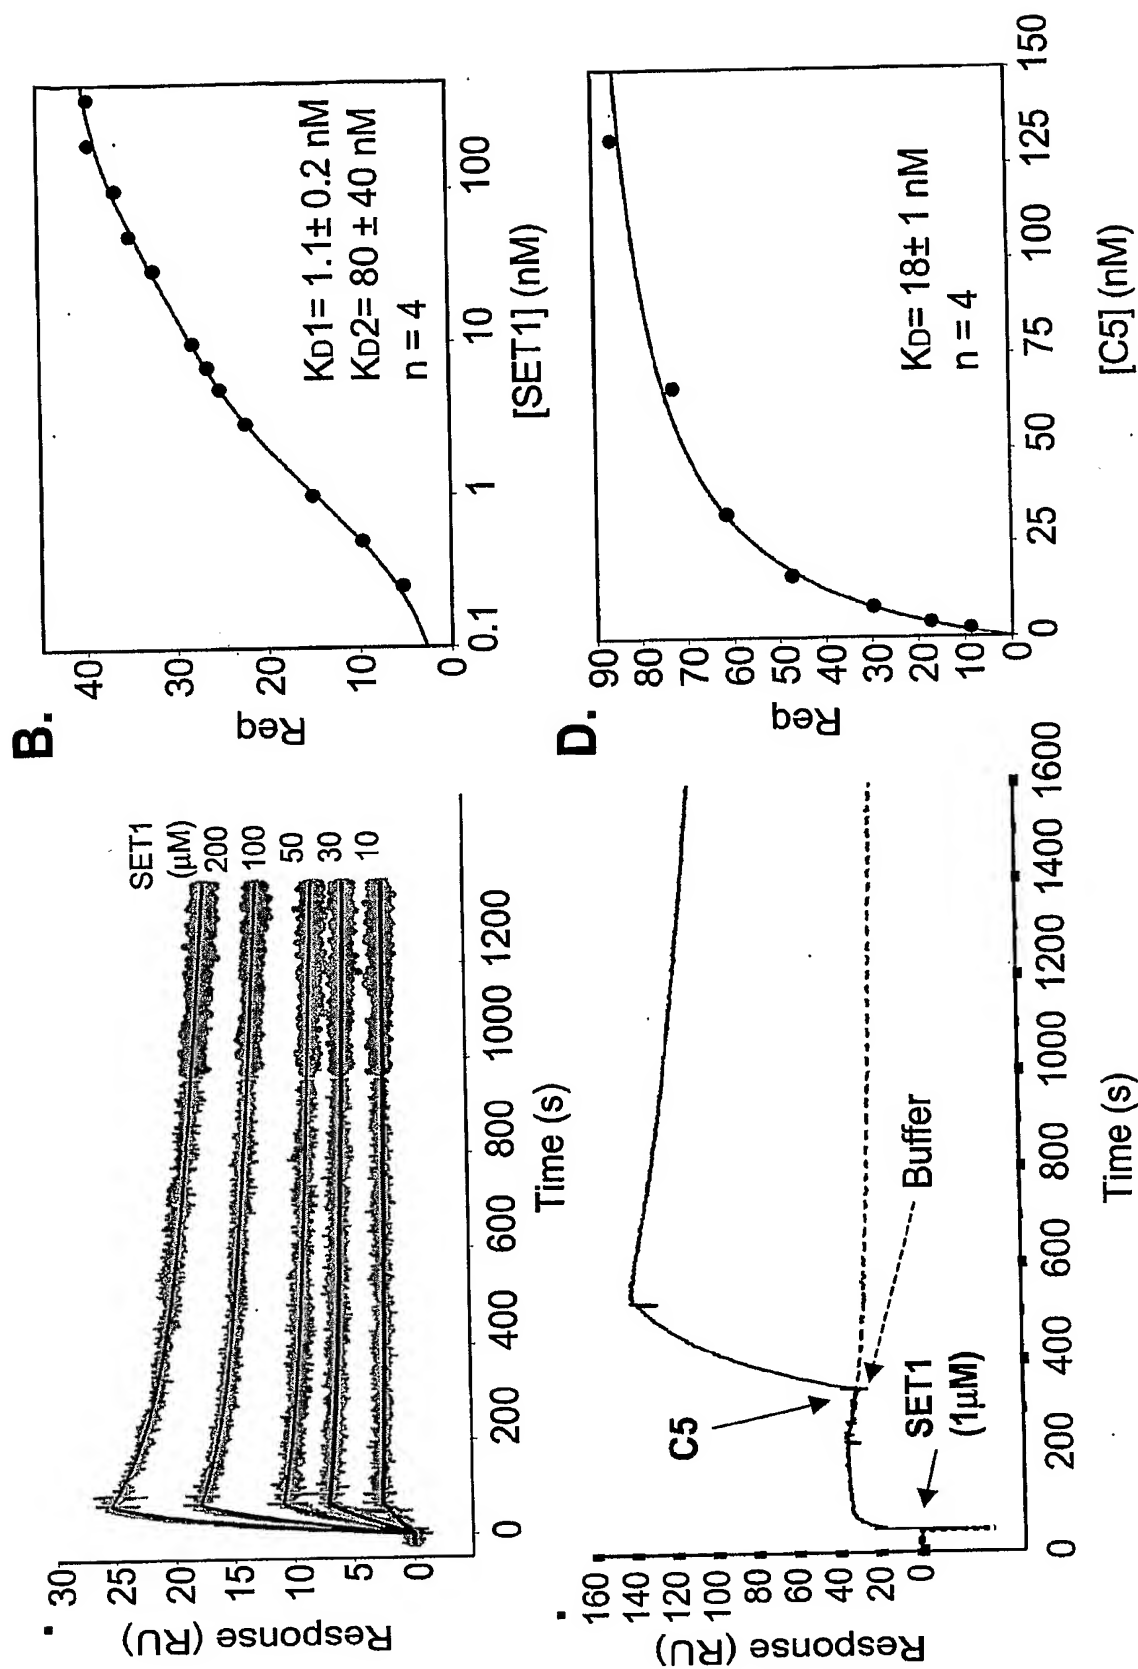 30
25
20
15
10
5
0
Response (RU)
SET1
(μM)
200
100
50
30
10
0 200 400 600 800 1000 1200
Time (s)
B.
40
30
20
10
0
Req
KD1= 1.1± 0.2 nM
KD2= 80 ± 40 nM
n = 4
0.1 1 10 100
[SET1] (nM)
160
140
120
100
80
60
40
20
0
Response (RU)
C5
SET1
(1μM)
Buffer
0 200 400 600 800 1000 1200 1400 1600
Time (s)
D.
90
80
70
60
50
40
30
20
10
0
Req
KD= 18± 1 nM
n = 4
0 25 50 75 100 125 150
[C5] (nM)